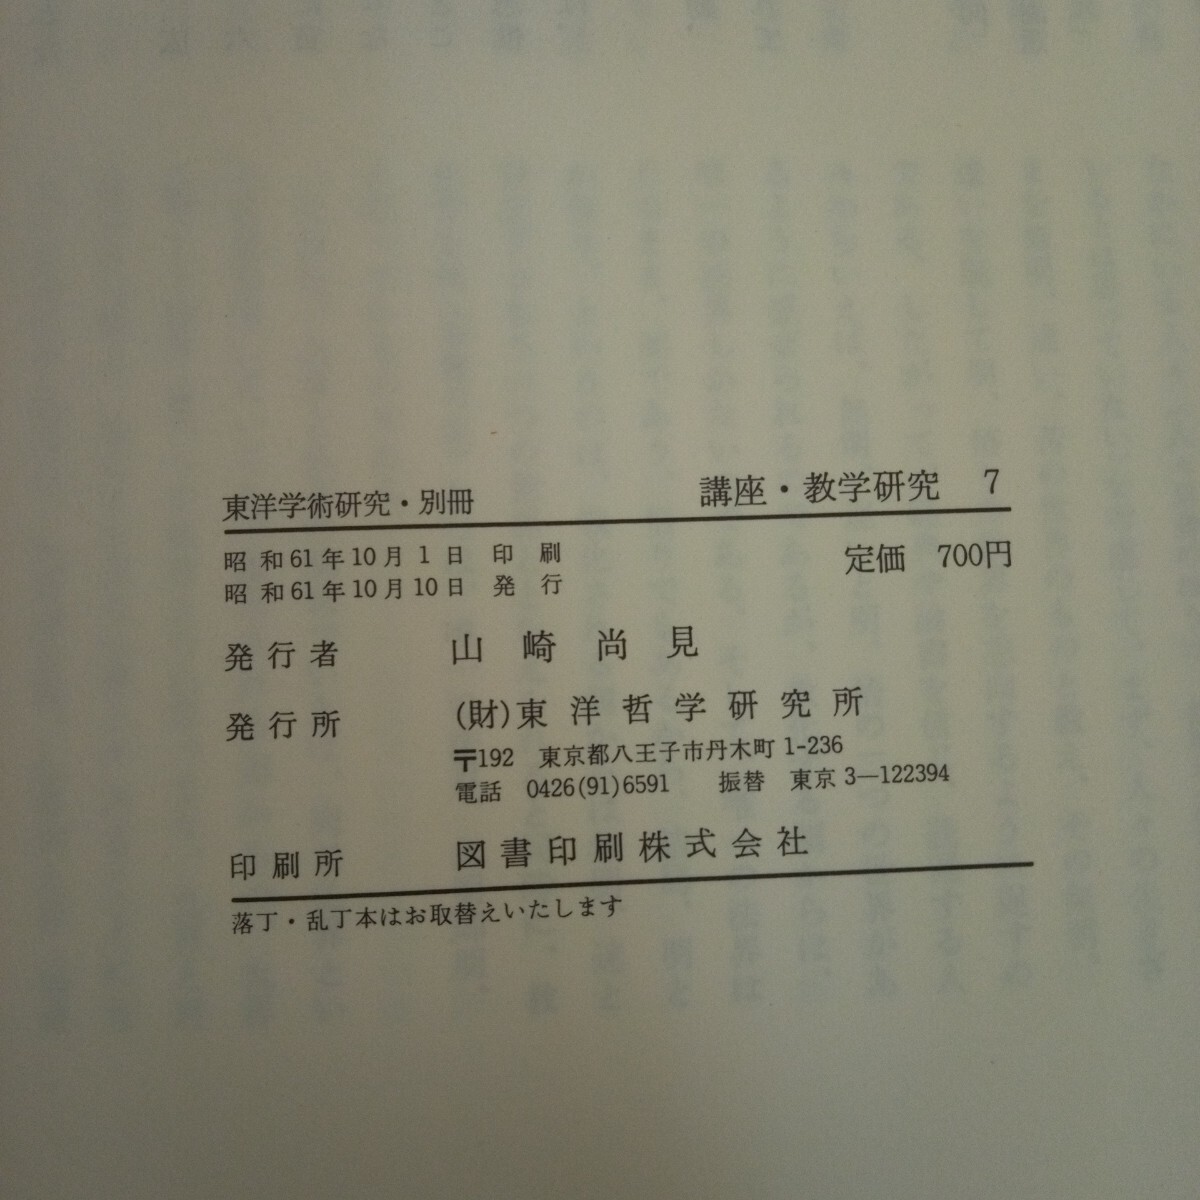 東洋学術研究・別冊　講座・教学研究　7
昭和61年10月1日　印刷
昭和61年10月10日　発行
定価　700円
発行者　山崎尚見
発行所　(財)東洋哲学研究所
〒192　東京都八王子市丹木町1-236
電話　0426(91)6591　振替　東京3―122394
印刷所　図書印刷株式会社
落丁・乱丁本はお取替えいたします